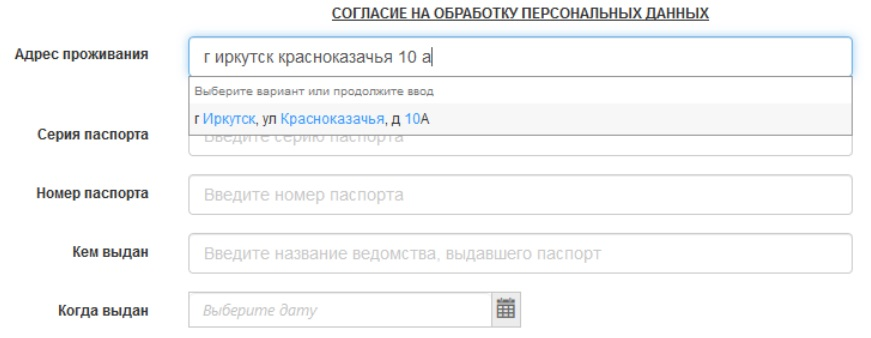 СОГЛАСИЕ НА ОБРАБОТКУ ПЕРСОНАЛЬНЫХ ДАННЫХ
Адрес проживания
г иркутск красноказачья 10 а
Выберите вариант или продолжите ввод
г Иркутск, ул Красноказачья, д 10А
Серия паспорта
Введите серию паспорта
Номер паспорта
Введите номер паспорта
Кем выдан
Введите название ведомства, выдавшего паспорт
Когда выдан
Выберите дату